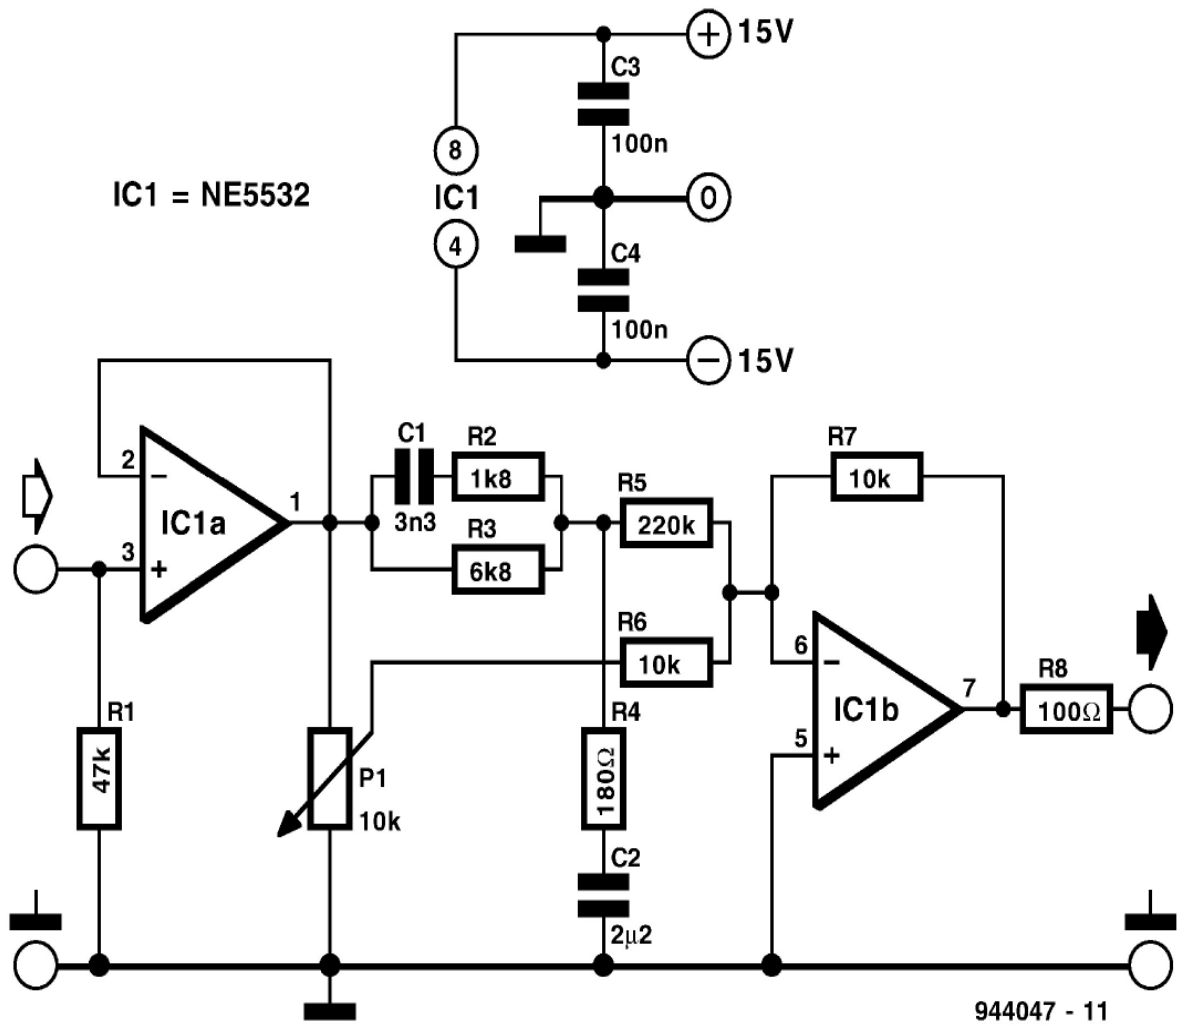 + 15V
C3
100n
8
IC1 = NE5532
IC1
0
4
C4
100n
− 15V
C1
R2
R7
2
−
1k8
10k
1
R5
IC1a
3n3
R3
220k
3
+
6k8
R6
10k
6
−
R8
R1
R4
7
IC1b
100Ω
5
+
47k
P1
180Ω
10k
C2
2µ2
944047 - 11